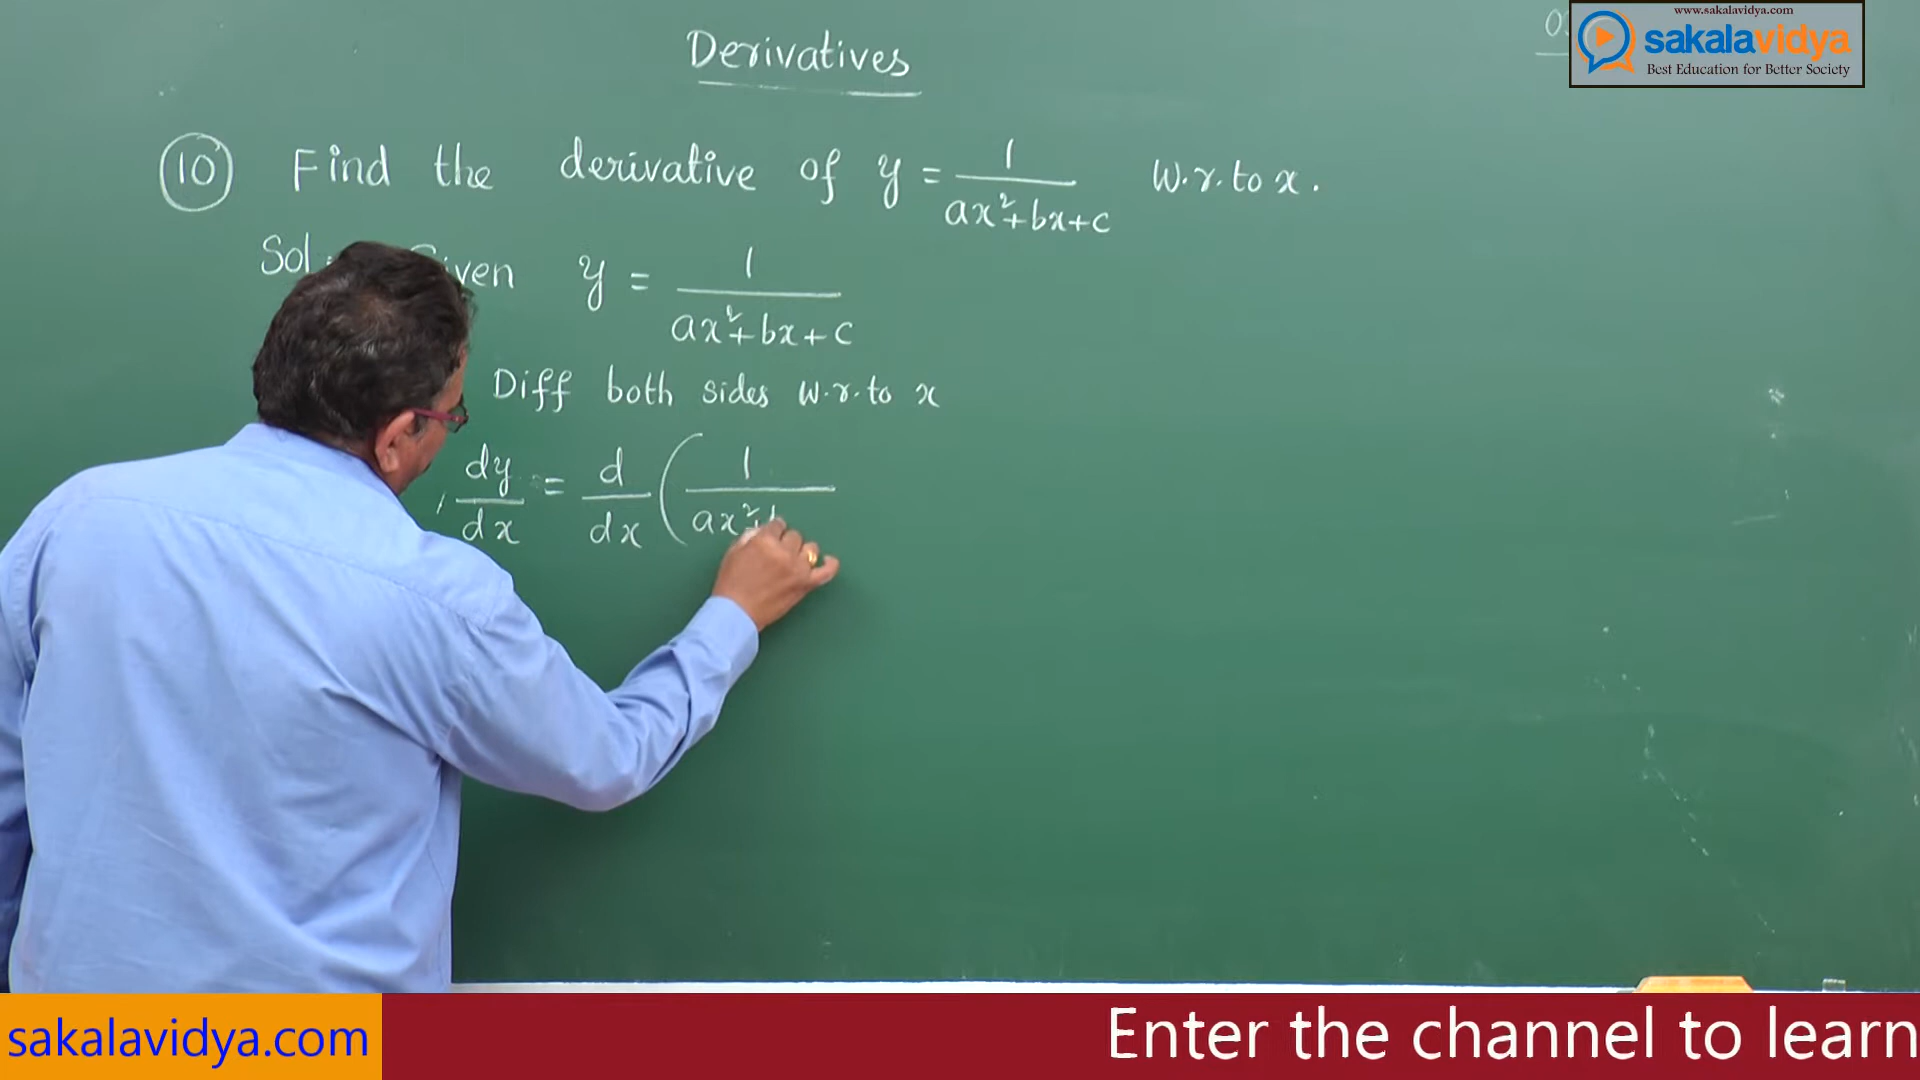 www.sakalavidya.com
sakalavidya
Best Education for Better Society
Derivatives
10 Find the derivative of y = 1/(ax²+bx+c) w.r.to x.
Sol: y = 1/(ax²+bx+c)
Diff both sides w.r.to x
dy/dx = d/dx ( 1/(ax²+
sakalavidya.com
Enter the channel to learn